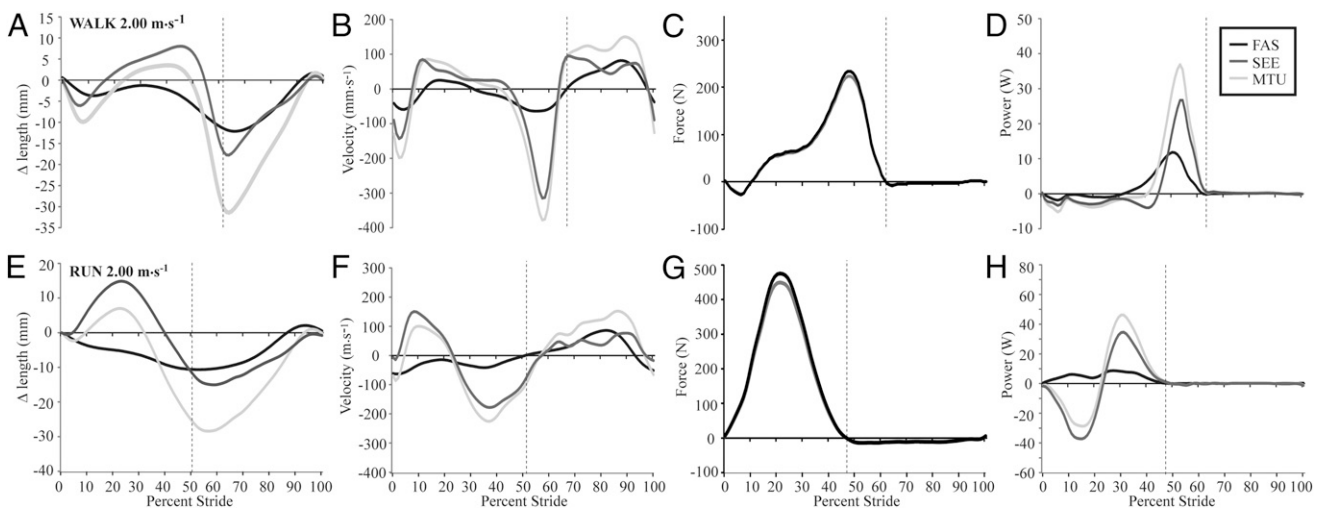 A
WALK 2.00 m·s⁻¹
Δ length (mm)
15
10
5
0
-5
-10
-15
-20
-25
-30
-35
0 10 20 30 40 50 60 70 80 90 100
B
Velocity (mm·s⁻¹)
200
100
0
-100
-200
-300
-400
0 10 20 30 40 50 60 70 80 90 100
C
Force (N)
300
200
100
0
-100
0 10 20 30 40 50 60 70 80 90 100
D
Power (W)
50
40
30
20
10
0
-10
0 10 20 30 40 50 60 70 80 90 100
FAS
SEE
MTU
E
RUN 2.00 m·s⁻¹
Δ length (mm)
20
10
0
-10
-20
-30
-40
0 10 20 30 40 50 60 70 80 90 100
Percent Stride
F
Velocity (m·s⁻¹)
300
200
100
0
-100
-200
-300
-400
0 10 20 30 40 50 60 70 80 90 100
Percent Stride
G
Force (N)
500
400
300
400
100
0
-100
0 10 20 30 40 50 60 70 80 90 100
Percent Stride
H
Power (W)
80
60
40
20
0
-20
-40
-60
0 10 20 30 40 50 60 70 80 90 100
Percent Stride